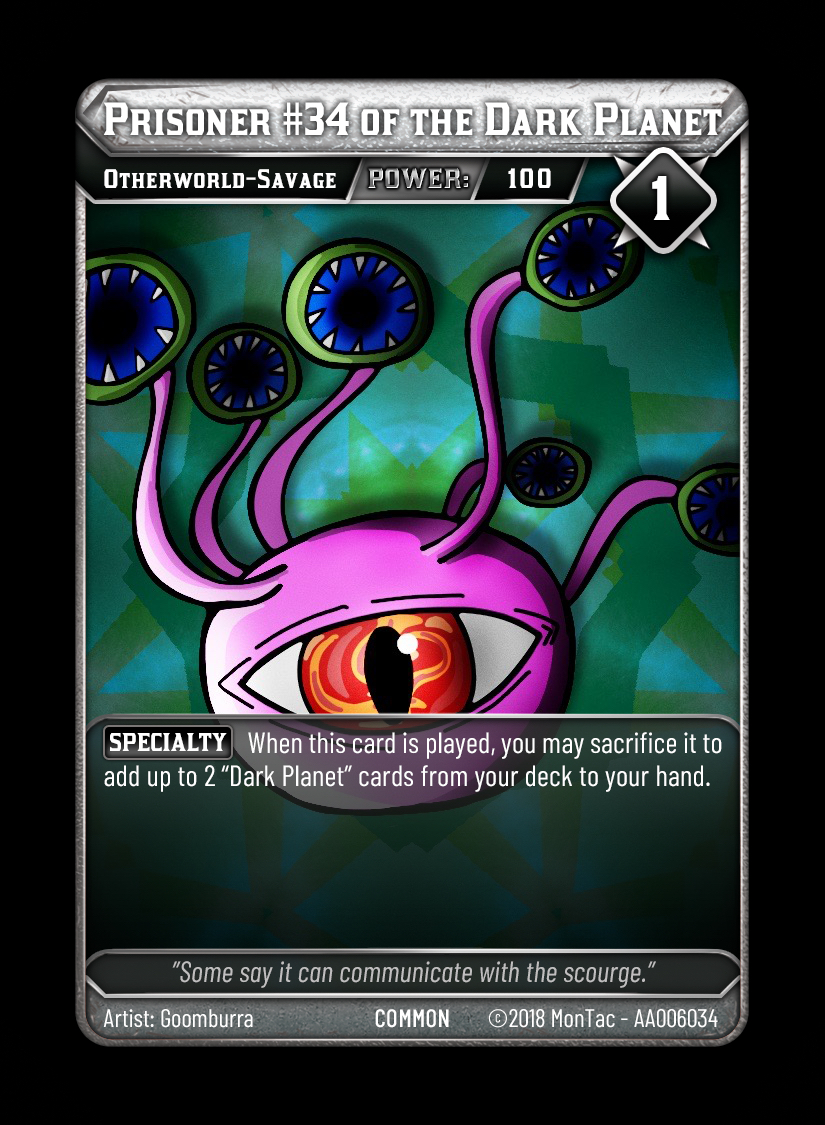 Prisoner #34 of the Dark Planet
Otherworld-Savage POWER: 100
1
SPECIALTY When this card is played, you may sacrifice it to
add up to 2 “Dark Planet” cards from your deck to your hand.
"Some say it can communicate with the scourge."
Artist: Goomburra COMMON ©2018 MonTac - AA006034